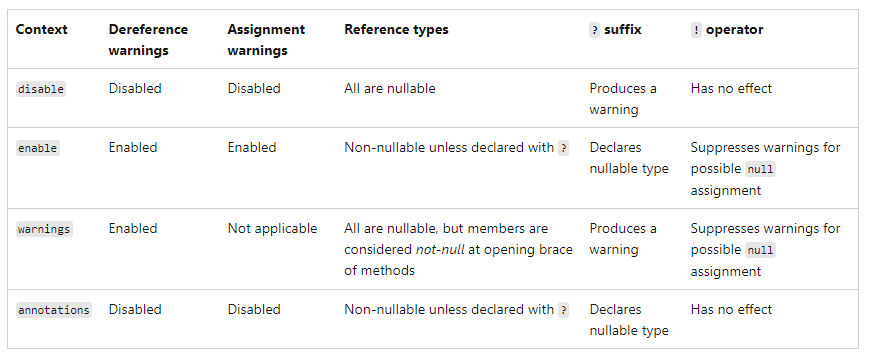 Context Dereference warnings Assignment warnings Reference types ? suffix ! operator
disable Disabled Disabled All are nullable Produces a warning Has no effect
enable Enabled Enabled Non-nullable unless declared with ? Declares nullable type Suppresses warnings for possible null assignment
warnings Enabled Not applicable All are nullable, but members are considered not-null at opening brace of methods Produces a warning Suppresses warnings for possible null assignment
annotations Disabled Disabled Non-nullable unless declared with ? Declares nullable type Has no effect